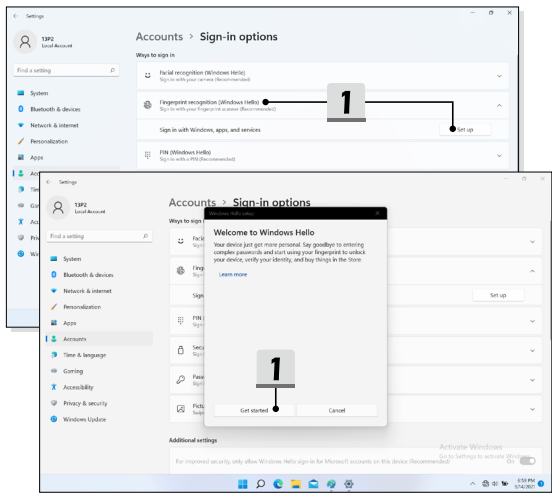 Settings
13P2
Local Account
Find a setting
System
Bluetooth & devices
Network & internet
Personalization
Apps
Accounts > Sign-in options
Ways to sign in
Facial recognition (Windows Hello)
Sign in with your camera (Recommended)
Fingerprint recognition (Windows Hello)
Sign in with your fingerprint scanner (Recommended)
1
Sign in with Windows, apps, and services
Set up
PIN (Windows Hello)
Sign in with a PIN (Recommended)
Settings
13P2
Local Account
Find a setting
System
Bluetooth & devices
Network & internet
Personalization
Apps
Accounts
Time & language
Gaming
Accessibility
Privacy & security
Windows Update
Accounts > Sign-in options
Ways to sign
Windows Hello setup
Welcome to Windows Hello
Your device just got more personal. Say goodbye to entering
complex passwords and start using your fingerprint to unlock
your device, verify your identity, and buy things in the Store
Learn more
Set up
1
Get started
Cancel
Additional settings
For improved security, only allow Windows Hello sign-in for Microsoft accounts on this device (Recommended)
On
Activate Windows
Go to Settings to activate Windows
6:59 PM
5/14/2021